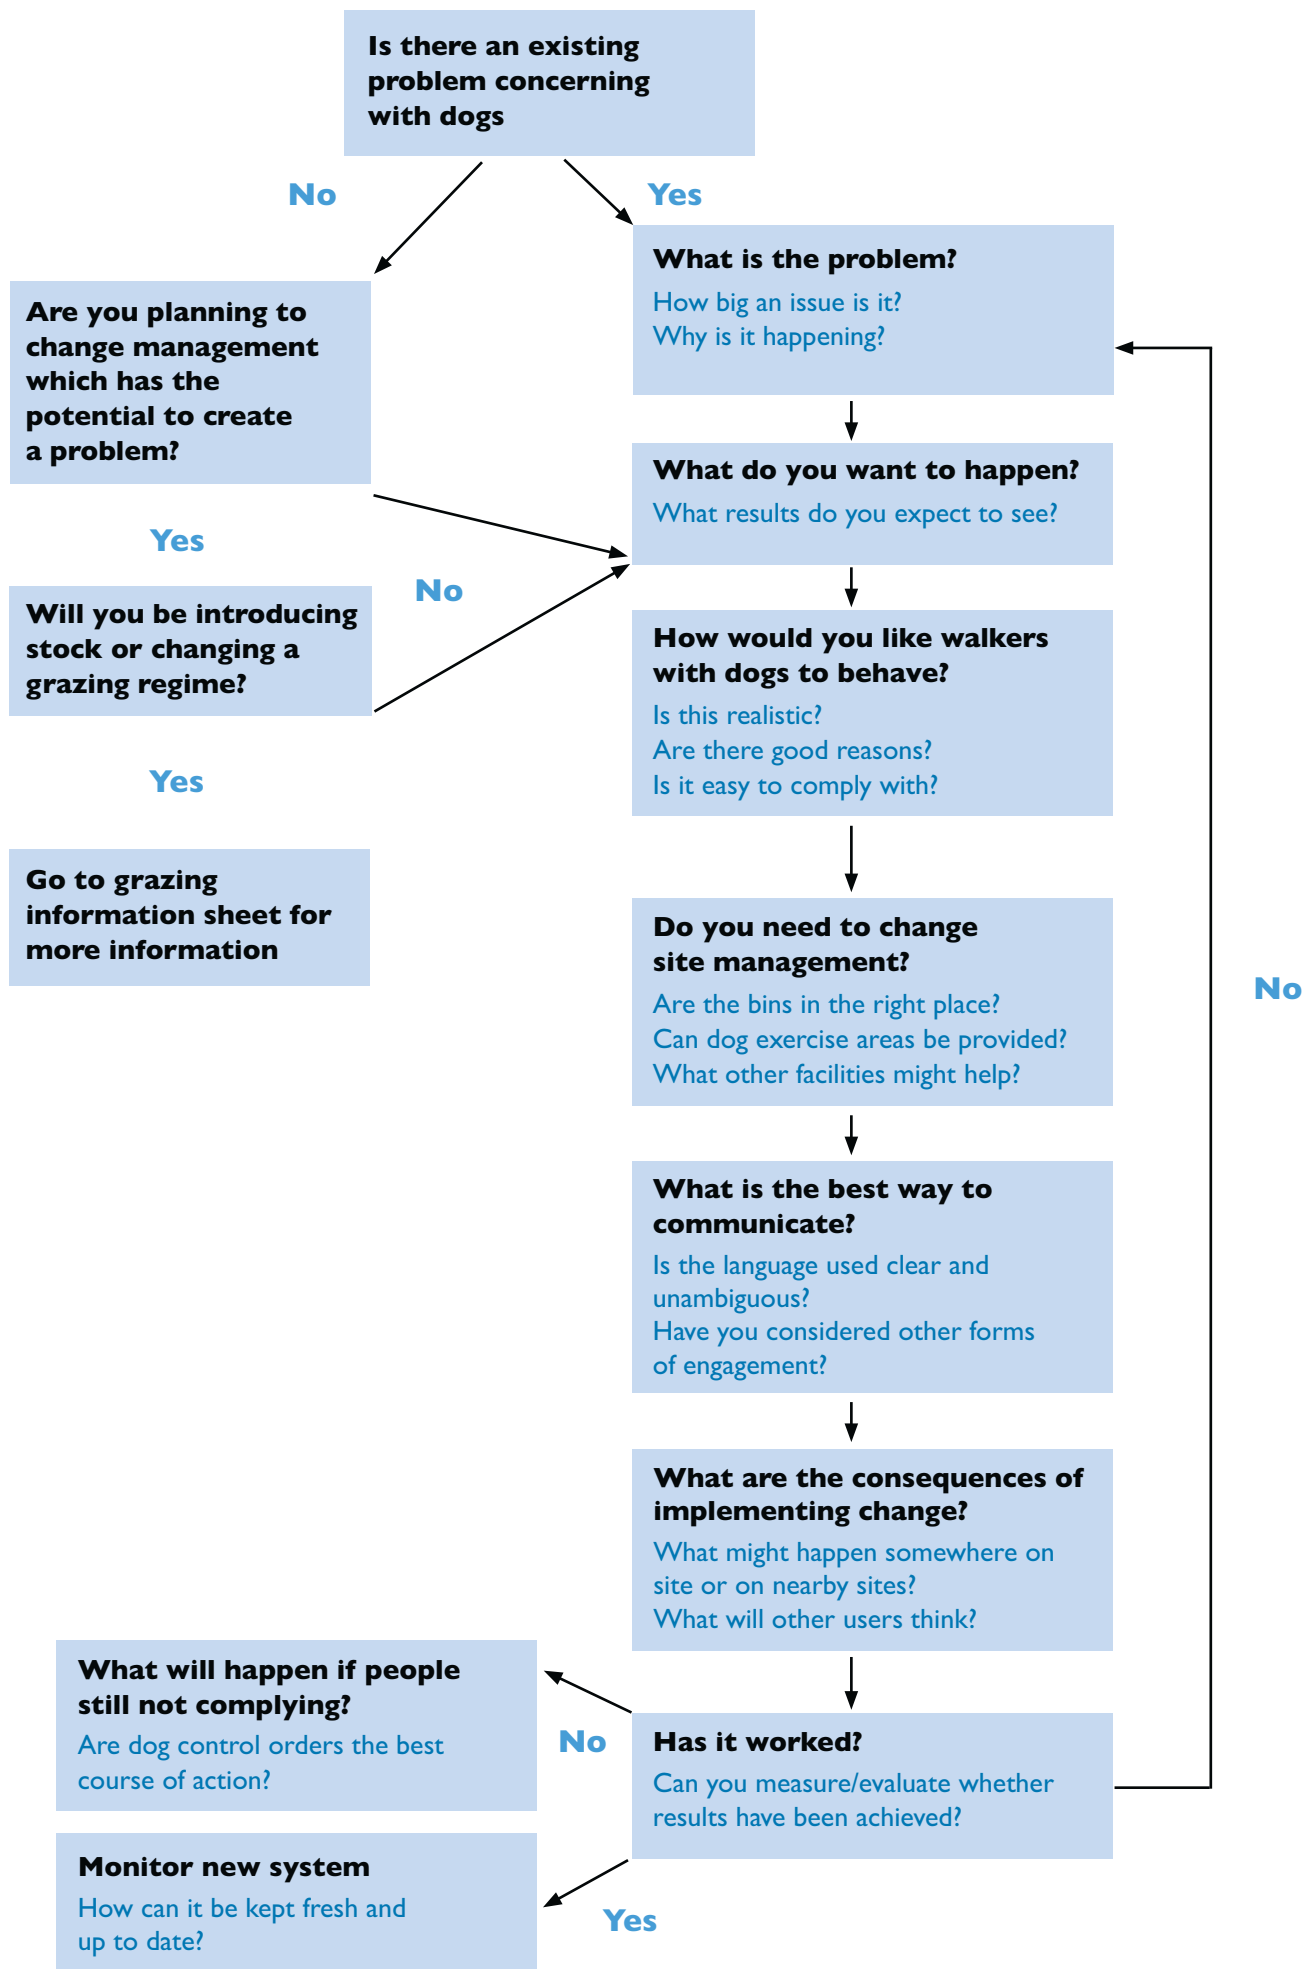 Is there an existing
problem concerning
with dogs
No
Yes
What is the problem?
How big an issue is it?
Why is it happening?
Are you planning to
change management
which has the
potential to create
a problem?
What do you want to happen?
What results do you expect to see?
Yes
No
Will you be introducing
stock or changing a
grazing regime?
How would you like walkers
with dogs to behave?
Is this realistic?
Are there good reasons?
Is it easy to comply with?
Yes
Go to grazing
information sheet for
more information
Do you need to change
site management?
Are the bins in the right place?
Can dog exercise areas be provided?
What other facilities might help?
No
What is the best way to
communicate?
Is the language used clear and
unambiguous?
Have you considered other forms
of engagement?
What are the consequences of
implementing change?
What might happen somewhere on
site or on nearby sites?
What will other users think?
What will happen if people
still not complying?
Are dog control orders the best
course of action?
No
Has it worked?
Can you measure/evaluate whether
results have been achieved?
Monitor new system
How can it be kept fresh and
up to date?
Yes